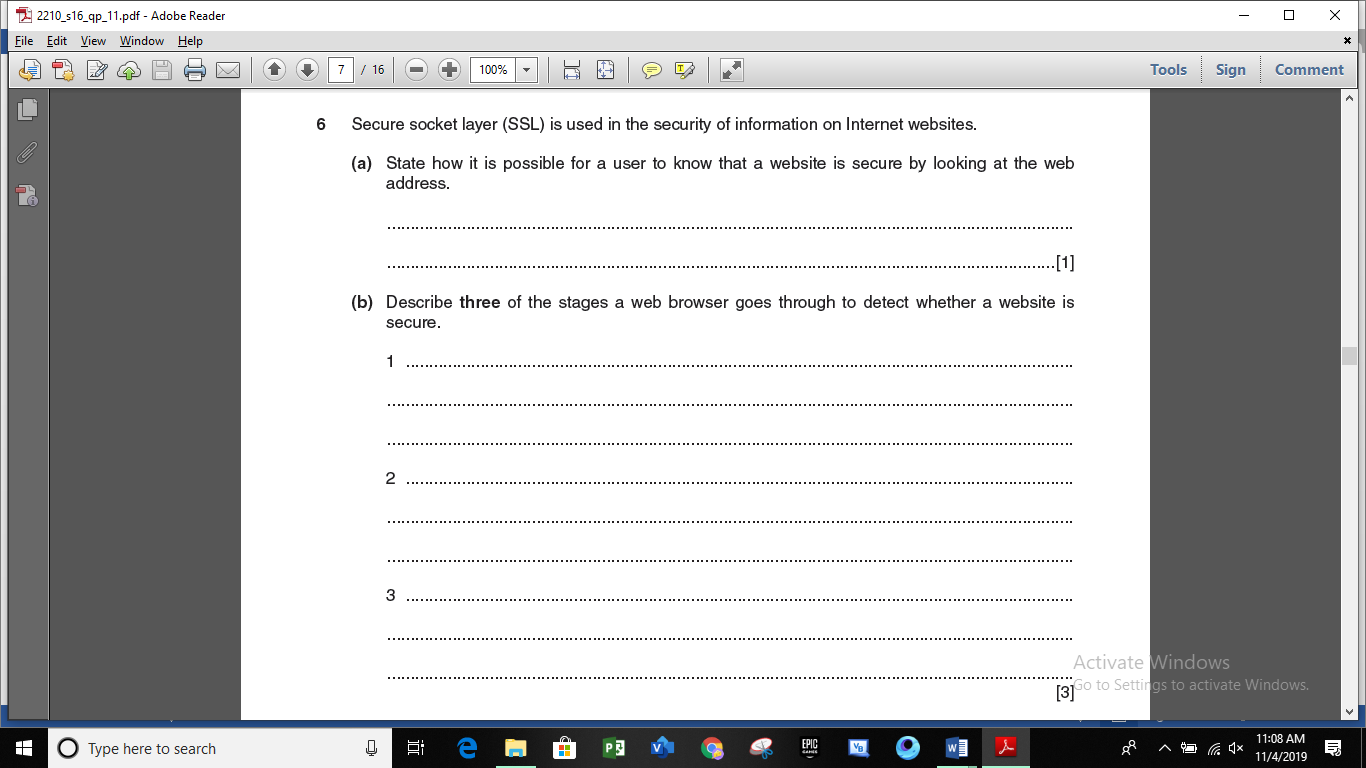 2210_s16_qp_11.pdf - Adobe Reader
File Edit View Window Help
7 / 16 100% Tools Sign Comment
6 Secure socket layer (SSL) is used in the security of information on Internet websites.
(a) State how it is possible for a user to know that a website is secure by looking at the web
address.
..........................................................................................
..........................................................................................[1]
(b) Describe three of the stages a web browser goes through to detect whether a website is
secure.
1 ..........................................................................................
..........................................................................................
..........................................................................................
2 ..........................................................................................
..........................................................................................
..........................................................................................
3 ..........................................................................................
..........................................................................................
..........................................................................................
[3]
Activate Windows
Go to Settings to activate Windows.
Type here to search
EPIC GAMES
11:08 AM
11/4/2019